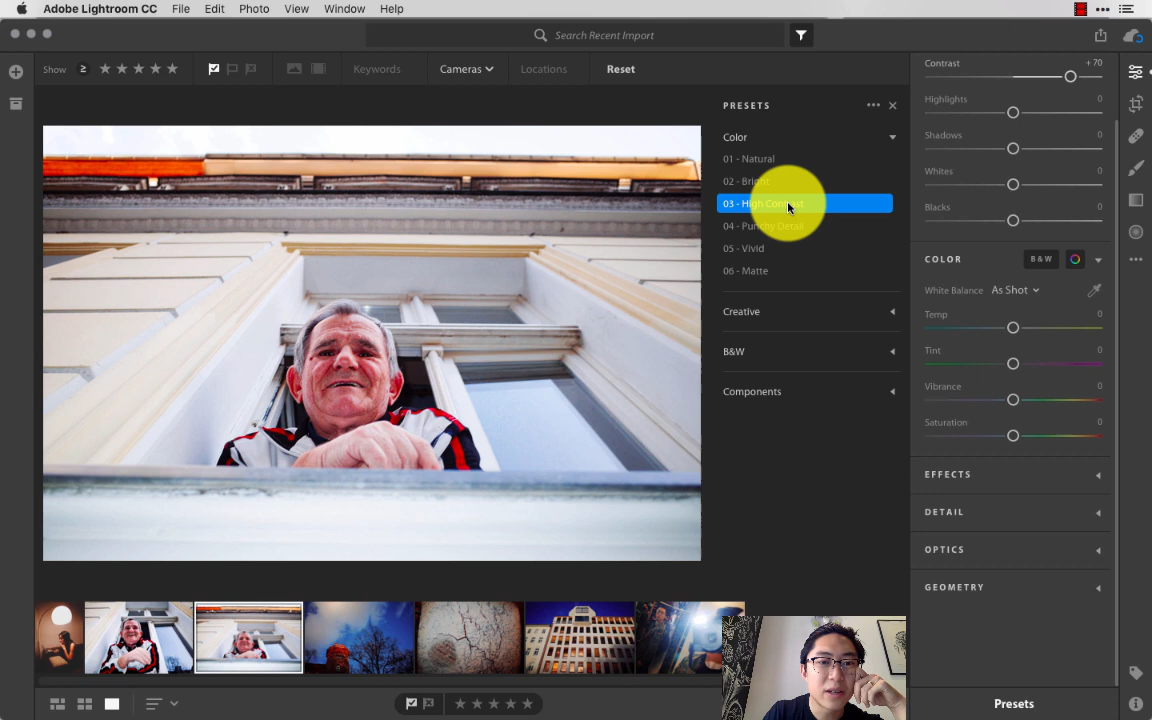 Adobe Lightroom CC File Edit Photo View Window Help
Search Recent Import
Show ≥ ★ ★ ★ ★ ★ Keywords Cameras Locations Reset
PRESETS
Color
01 - Natural
02 - Bright
03 - High Contrast
04 - Punchy Detail
05 - Vivid
06 - Matte
Creative
B&W
Components
Contrast + 70
Highlights 0
Shadows 0
Whites 0
Blacks 0
COLOR B&W
White Balance As Shot
Temp 0
Tint 0
Vibrance 0
Saturation 0
EFFECTS
DETAIL
OPTICS
GEOMETRY
Presets